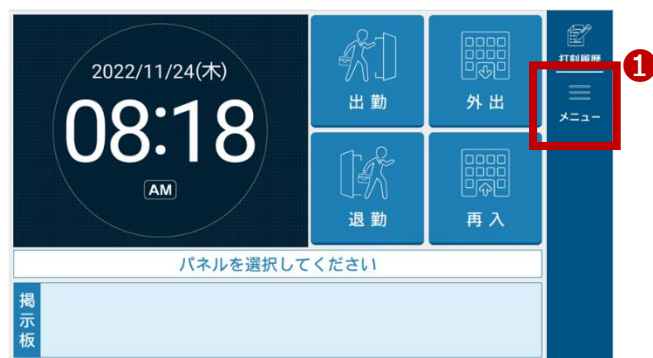 2022/11/24(木)
08:18
AM
出勤
外出
退勤
再入
打刻履歴
メニュー
1
パネルを選択してください
掲示板